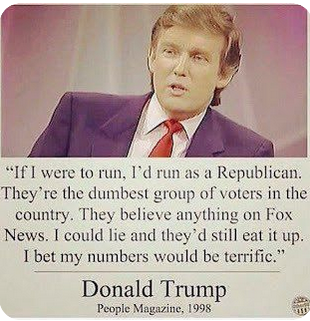 “If I were to run, I’d run as a Republican.
They’re the dumbest group of voters in the
country. They believe anything on Fox
News. I could lie and they’d still eat it up.
I bet my numbers would be terrific.”
Donald Trump
People Magazine, 1998